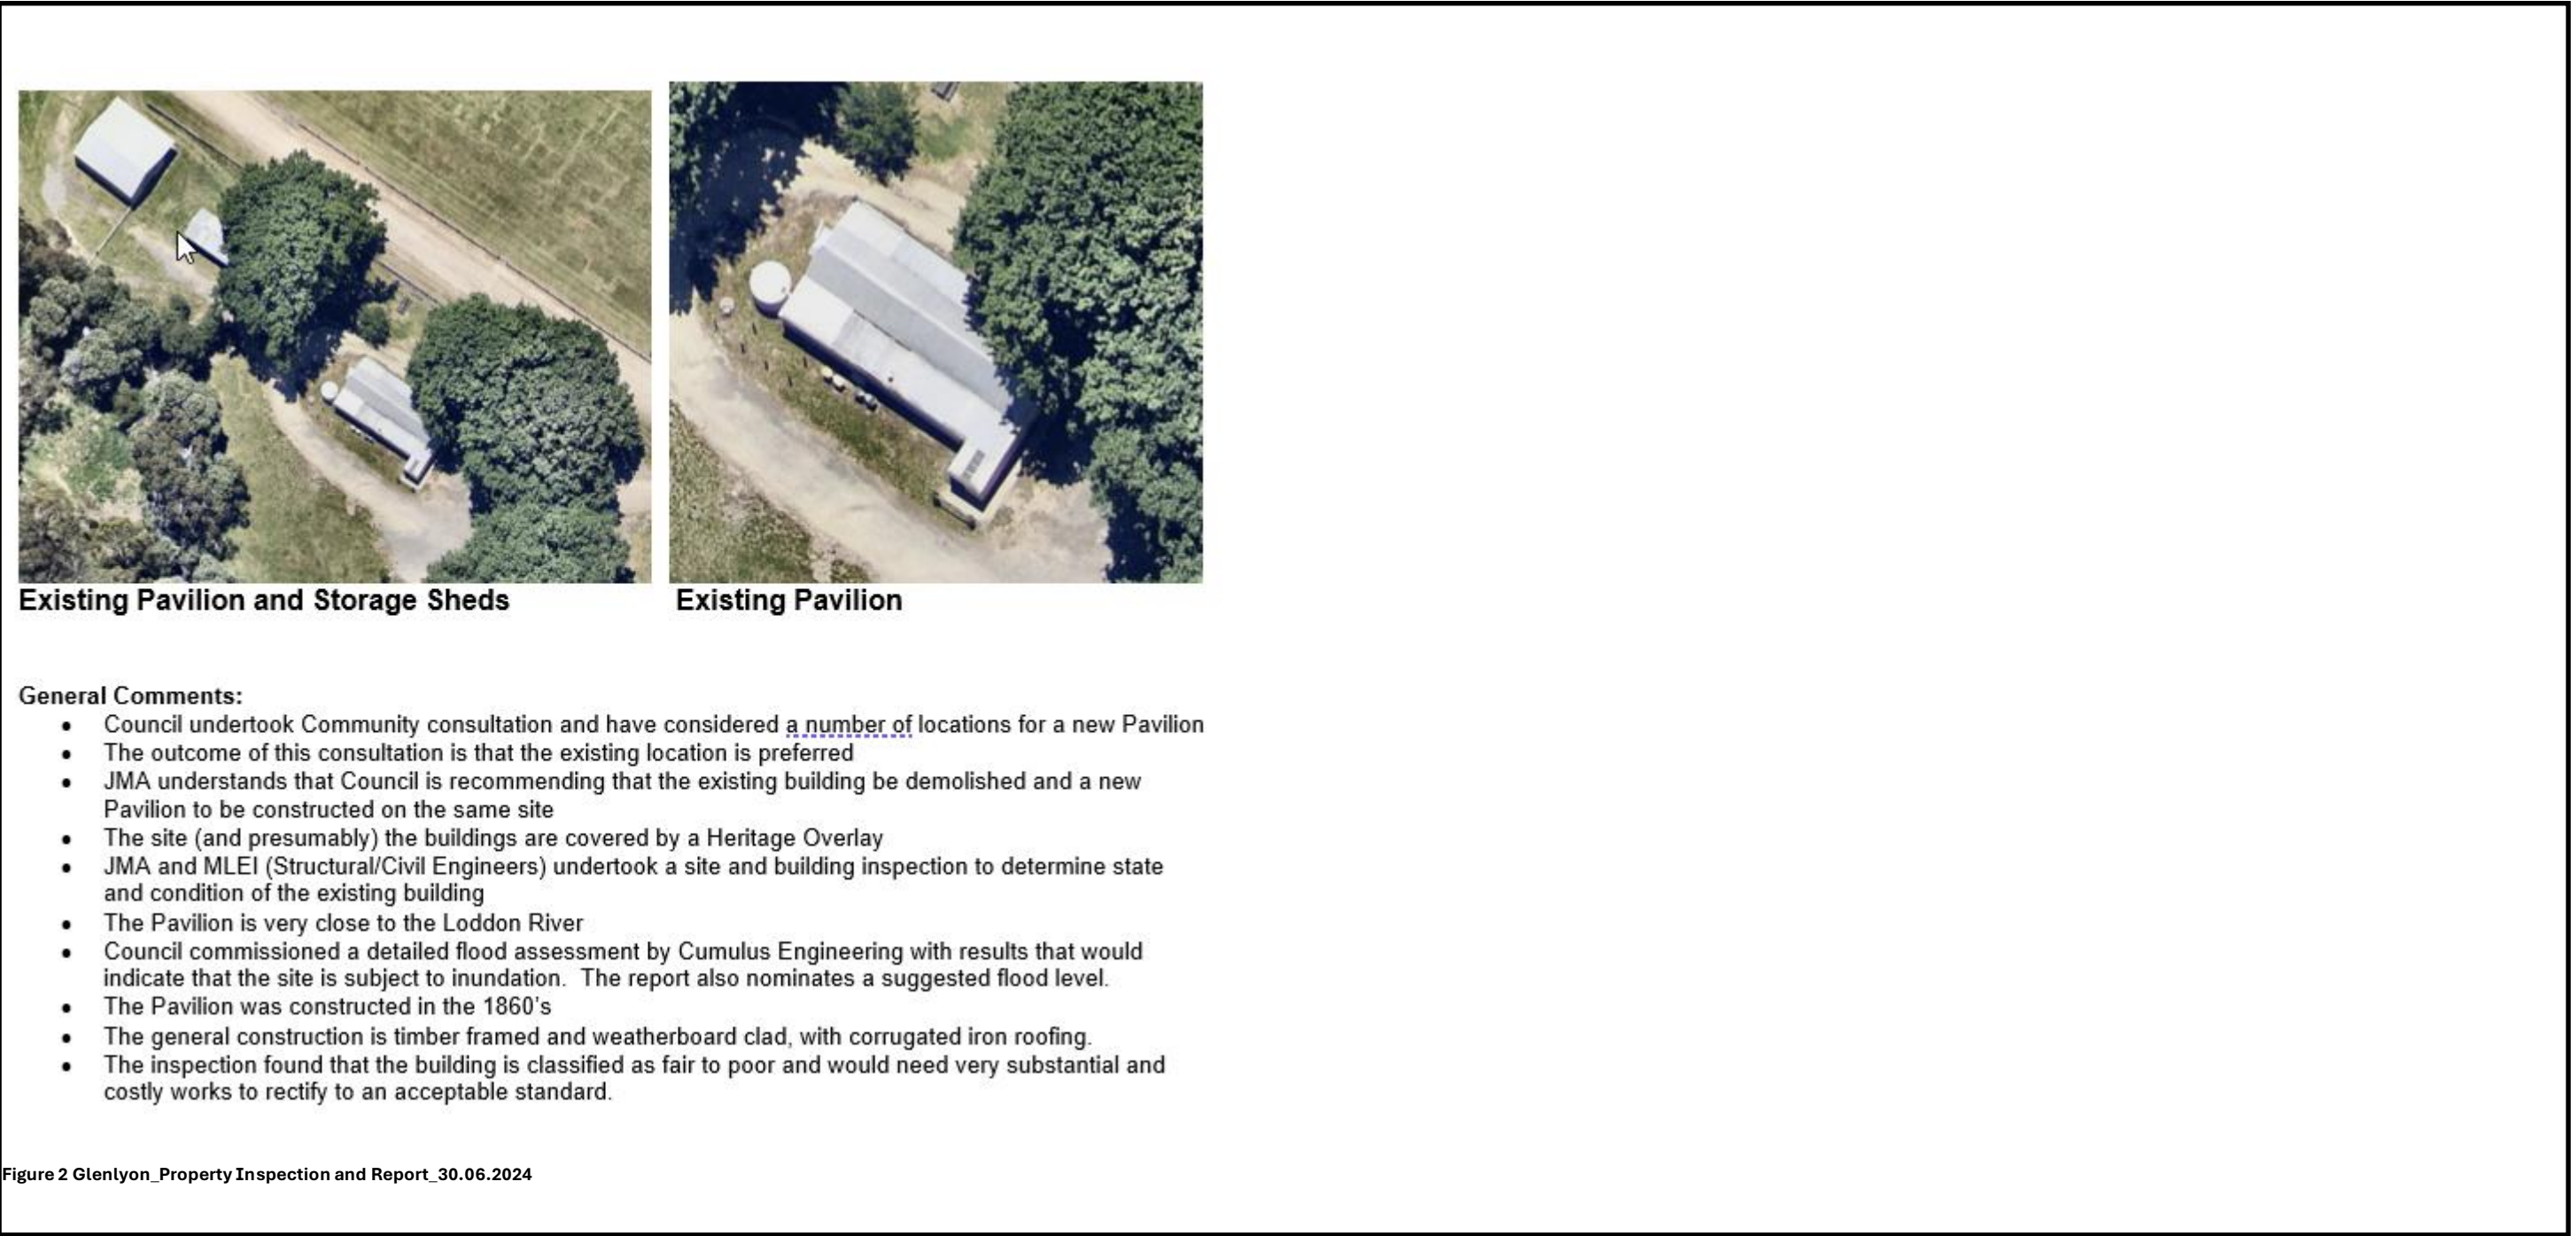 Existing Pavilion and Storage Sheds
Existing Pavilion
General Comments:
• Council undertook Community consultation and have considered a number of locations for a new Pavilion
• The outcome of this consultation is that the existing location is preferred
• JMA understands that Council is recommending that the existing building be demolished and a new
Pavilion to be constructed on the same site
• The site (and presumably) the buildings are covered by a Heritage Overlay
• JMA and MLEI (Structural/Civil Engineers) undertook a site and building inspection to determine state
and condition of the existing building
• The Pavilion is very close to the Loddon River
• Council commissioned a detailed flood assessment by Cumulus Engineering with results that would
indicate that the site is subject to inundation.  The report also nominates a suggested flood level.
• The Pavilion was constructed in the 1860’s
• The general construction is timber framed and weatherboard clad, with corrugated iron roofing.
• The inspection found that the building is classified as fair to poor and would need very substantial and
costly works to rectify to an acceptable standard.
Figure 2 Glenlyon_Property Inspection and Report_30.06.2024